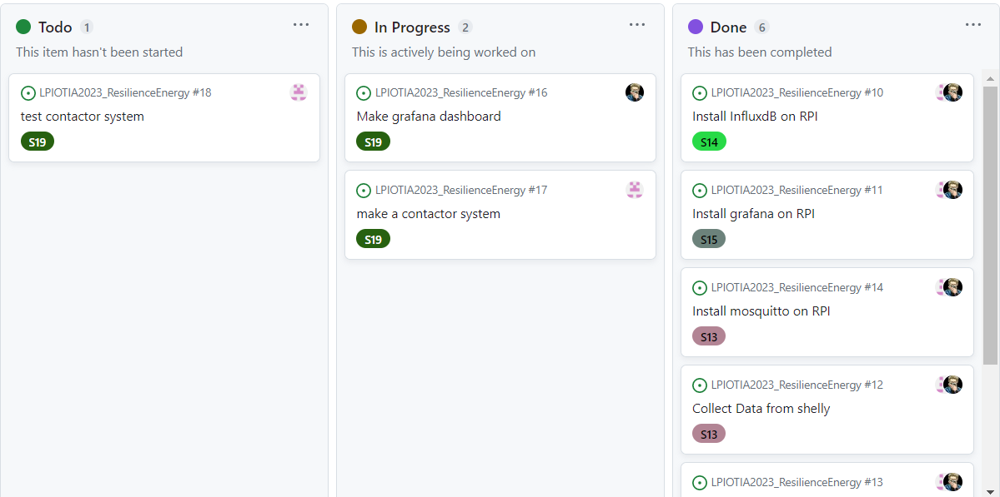 Todo 1
This item hasn't been started
LPIOTIA2023_ResilienceEnergy #18
test contactor system
S19
In Progress 2
This is actively being worked on
LPIOTIA2023_ResilienceEnergy #16
Make grafana dashboard
S19
LPIOTIA2023_ResilienceEnergy #17
make a contactor system
S19
Done 6
This has been completed
LPIOTIA2023_ResilienceEnergy #10
Install InfluxdB on RPI
S14
LPIOTIA2023_ResilienceEnergy #11
Install grafana on RPI
S15
LPIOTIA2023_ResilienceEnergy #14
Install mosquitto on RPI
S13
LPIOTIA2023_ResilienceEnergy #12
Collect Data from shelly
S13
LPIOTIA2023_ResilienceEnergy #13